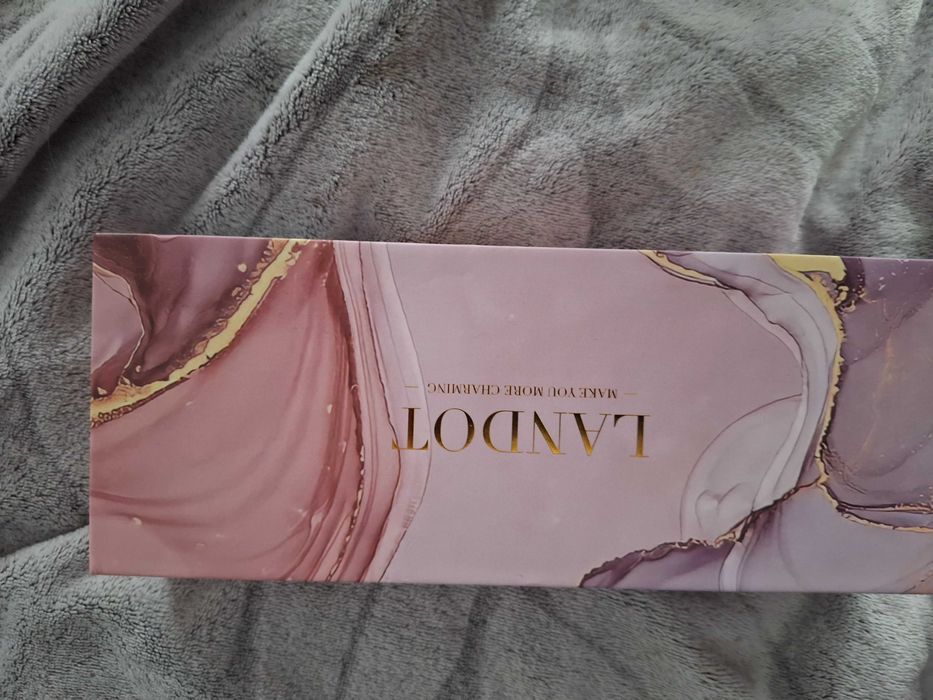 LANDOT
— MAKE YOU MORE CHARMING —